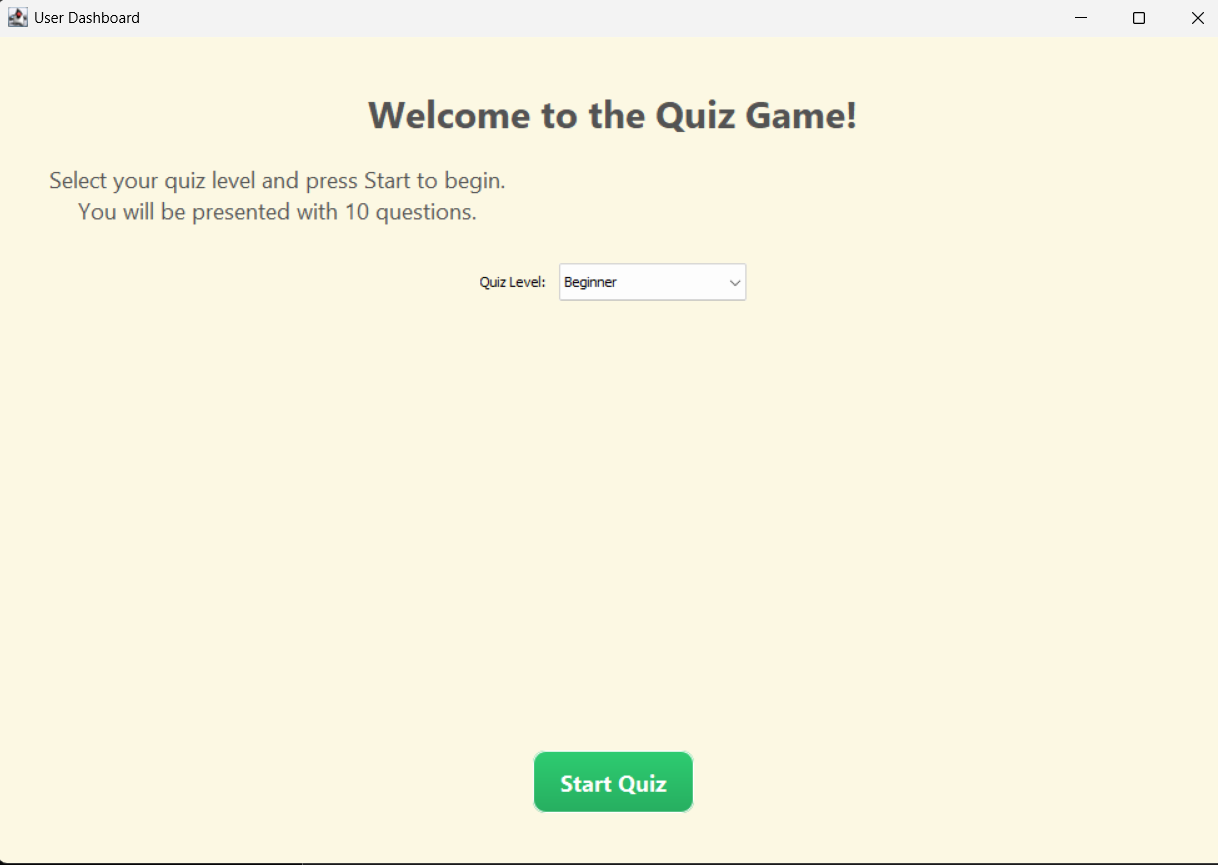 User Dashboard
Welcome to the Quiz Game!
Select your quiz level and press Start to begin.
You will be presented with 10 questions.
Quiz Level: Beginner
Start Quiz